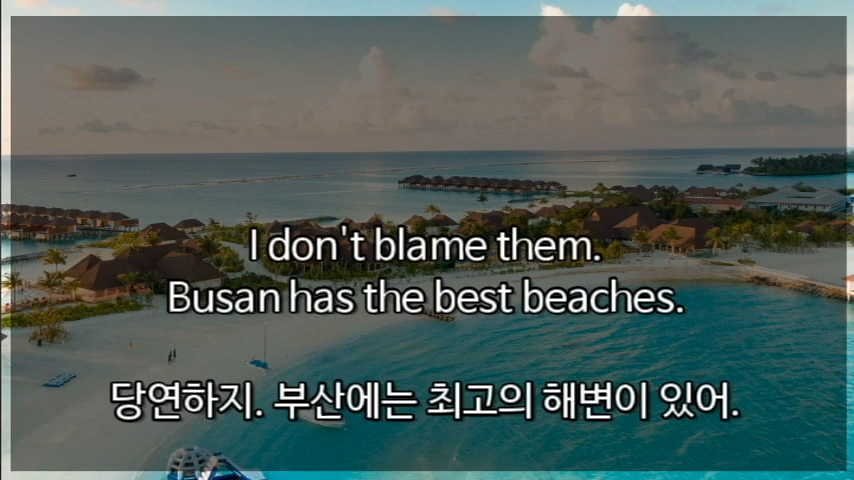 I don't blame them.
Busan has the best beaches.
당연하지. 부산에는 최고의 해변이 있어.